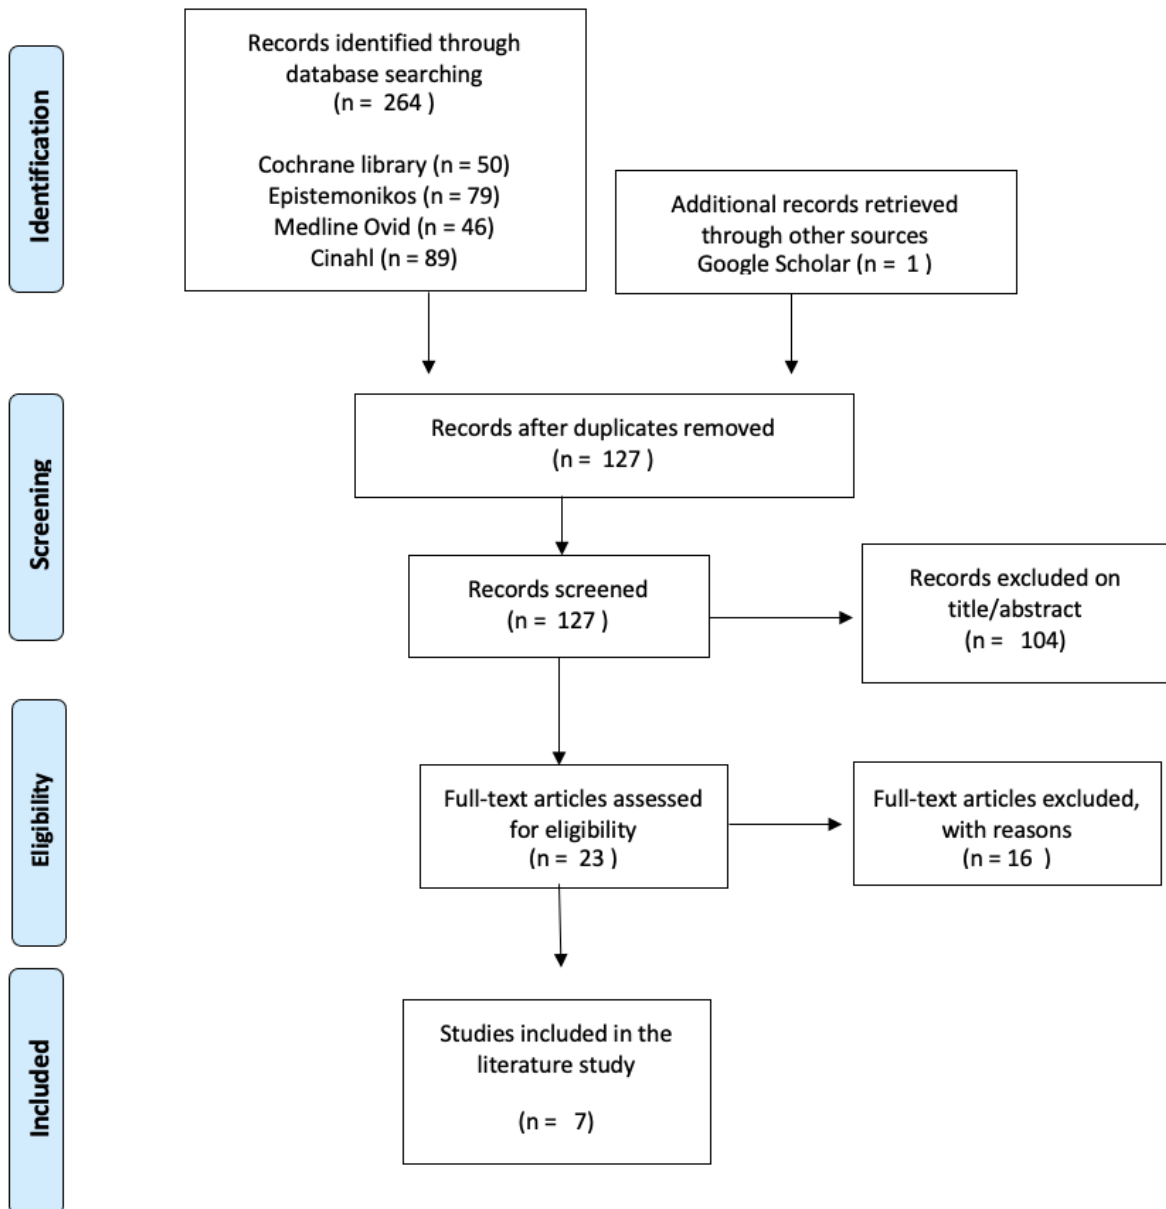 Identification
Records identified through
database searching
(n = 264 )
Cochrane library (n = 50)
Epistemonikos (n = 79)
Medline Ovid (n = 46)
Cinahl (n = 89)
Additional records retrieved
through other sources
Google Scholar (n = 1 )
Screening
Records after duplicates removed
(n = 127 )
Records screened
(n = 127 )
Records excluded on
title/abstract
(n = 104)
Eligibility
Full-text articles assessed
for eligibility
(n = 23 )
Full-text articles excluded,
with reasons
(n = 16 )
Included
Studies included in the
literature study
(n = 7)